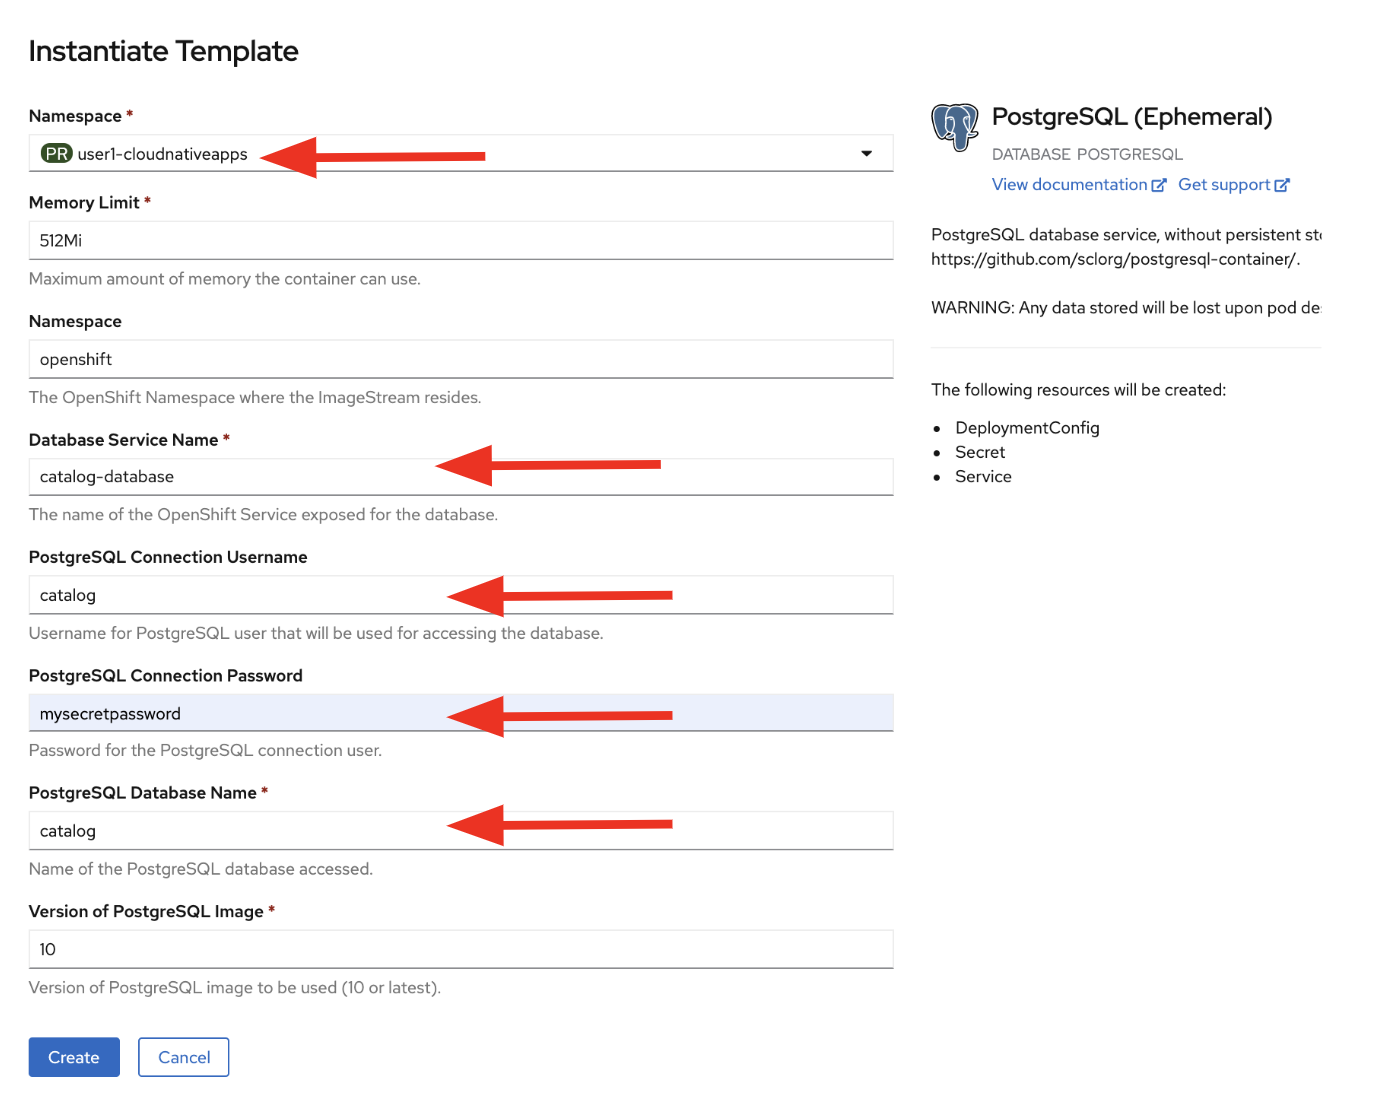 Instantiate Template
Namespace *
PR user1-cloudnativeapps
Memory Limit *
512Mi
Maximum amount of memory the container can use.
Namespace
openshift
The OpenShift Namespace where the ImageStream resides.
Database Service Name *
catalog-database
The name of the OpenShift Service exposed for the database.
PostgreSQL Connection Username
catalog
Username for PostgreSQL user that will be used for accessing the database.
PostgreSQL Connection Password
mysecretpassword
Password for the PostgreSQL connection user.
PostgreSQL Database Name *
catalog
Name of the PostgreSQL database accessed.
Version of PostgreSQL Image *
10
Version of PostgreSQL image to be used (10 or latest).
Create Cancel
PostgreSQL (Ephemeral)
DATABASE POSTGRESQL
View documentation Get support
PostgreSQL database service, without persistent
https://github.com/sclorg/postgresql-container/.
WARNING: Any data stored will be lost upon pod
The following resources will be created:
• DeploymentConfig
• Secret
• Service